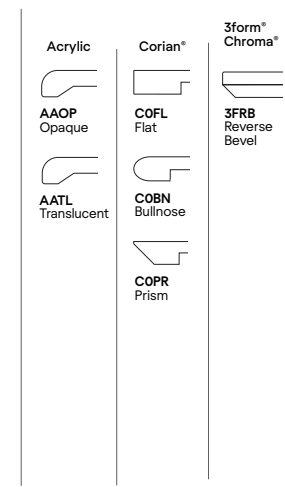 Acrylic
AAOP
Opaque
AATL
Translucent
Corian®
C0FL
Flat
C0BN
Bullnose
C0PR
Prism
3form®
Chroma®
3FRB
Reverse
Bevel